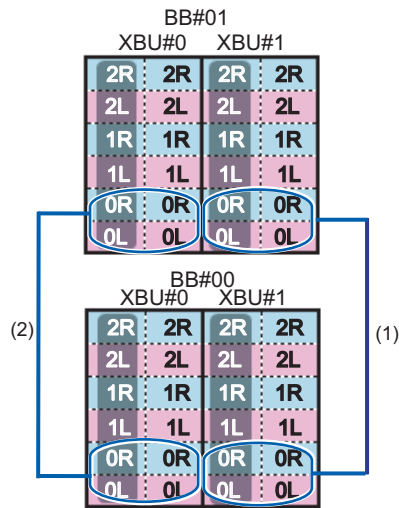 BB#01
XBU#0 XBU#1
2R 2R 2R 2R
2L 2L 2L 2L
1R 1R 1R 1R
1L 1L 1L 1L
0R 0R 0R 0R
0L 0L 0L 0L
BB#00
XBU#0 XBU#1
(2) (1)
2R 2R 2R 2R
2L 2L 2L 2L
1R 1R 1R 1R
1L 1L 1L 1L
0R 0R 0R 0R
0L 0L 0L 0L